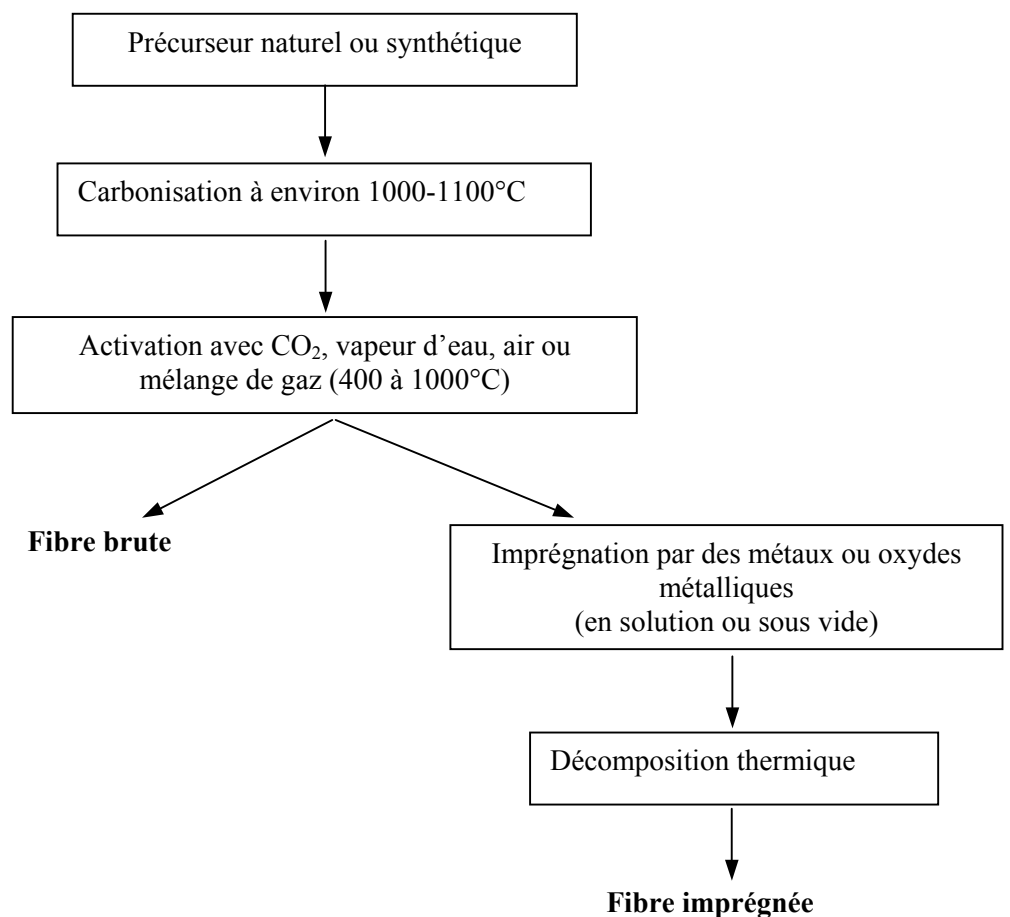 Précurseur naturel ou synthétique
Carbonisation à environ 1000-1100°C
Activation avec CO₂, vapeur d’eau, air ou
mélange de gaz (400 à 1000°C)
Fibre brute
Imprégnation par des métaux ou oxydes
métalliques
(en solution ou sous vide)
Décomposition thermique
Fibre imprégnée